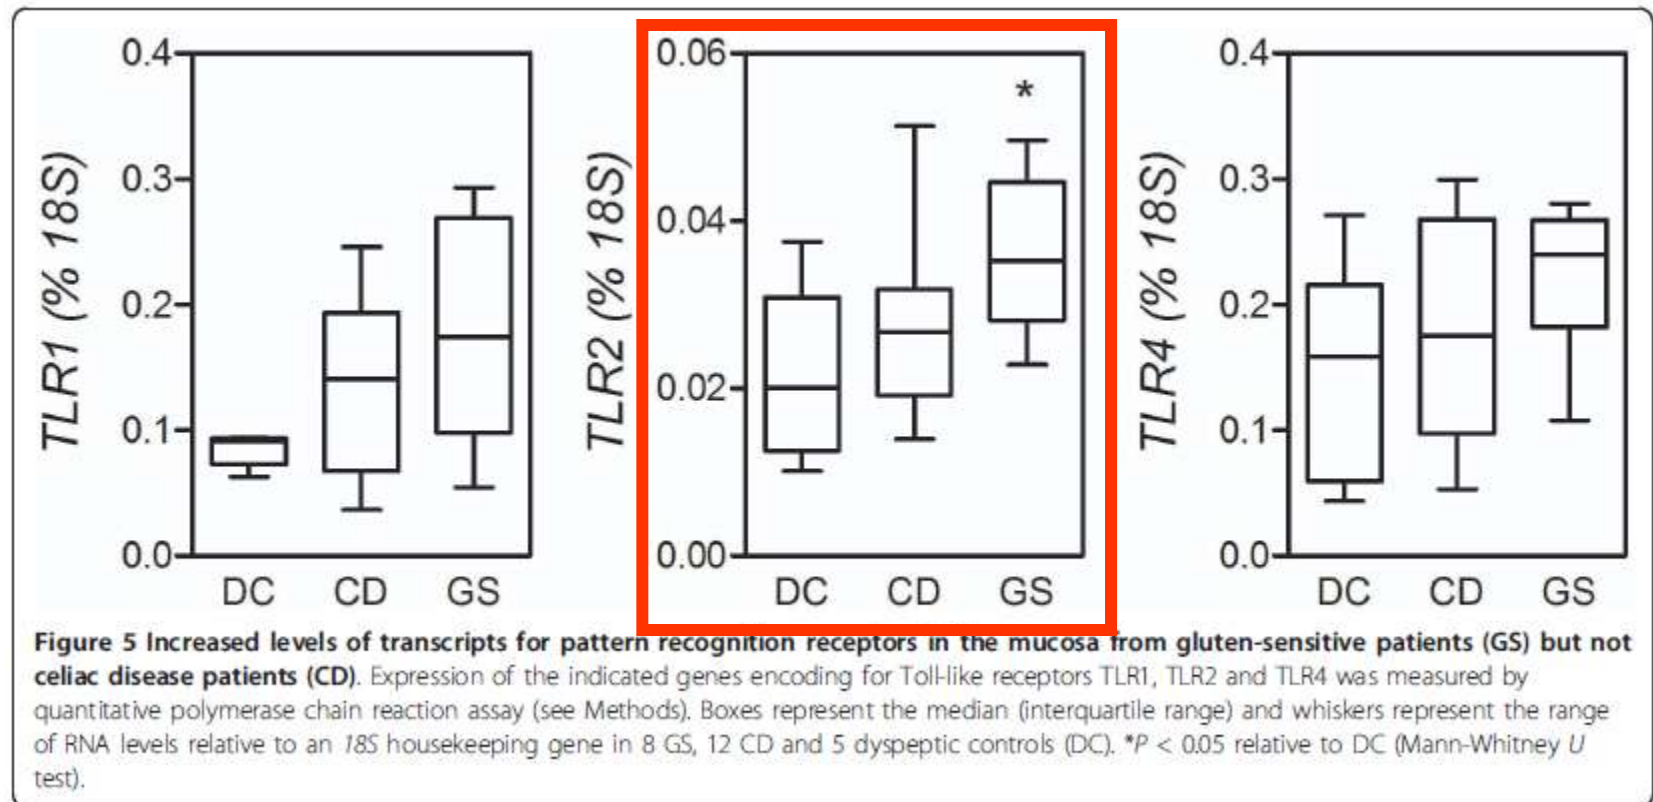 TLR1 (% 18S)
0.4
0.3
0.2
0.1
0.0
DC CD GS
TLR2 (% 18S)
0.06
0.04
0.02
0.00
*
DC CD GS
TLR4 (% 18S)
0.4
0.3
0.2
0.1
0.0
DC CD GS
Figure 5 Increased levels of transcripts for pattern recognition receptors in the mucosa from gluten-sensitive patients (GS) but not
celiac disease patients (CD). Expression of the indicated genes encoding for Toll-like receptors TLR1, TLR2 and TLR4 was measured by
quantitative polymerase chain reaction assay (see Methods). Boxes represent the median (interquartile range) and whiskers represent the range
of RNA levels relative to an 18S housekeeping gene in 8 GS, 12 CD and 5 dyspeptic controls (DC). *P < 0.05 relative to DC (Mann-Whitney U
test).